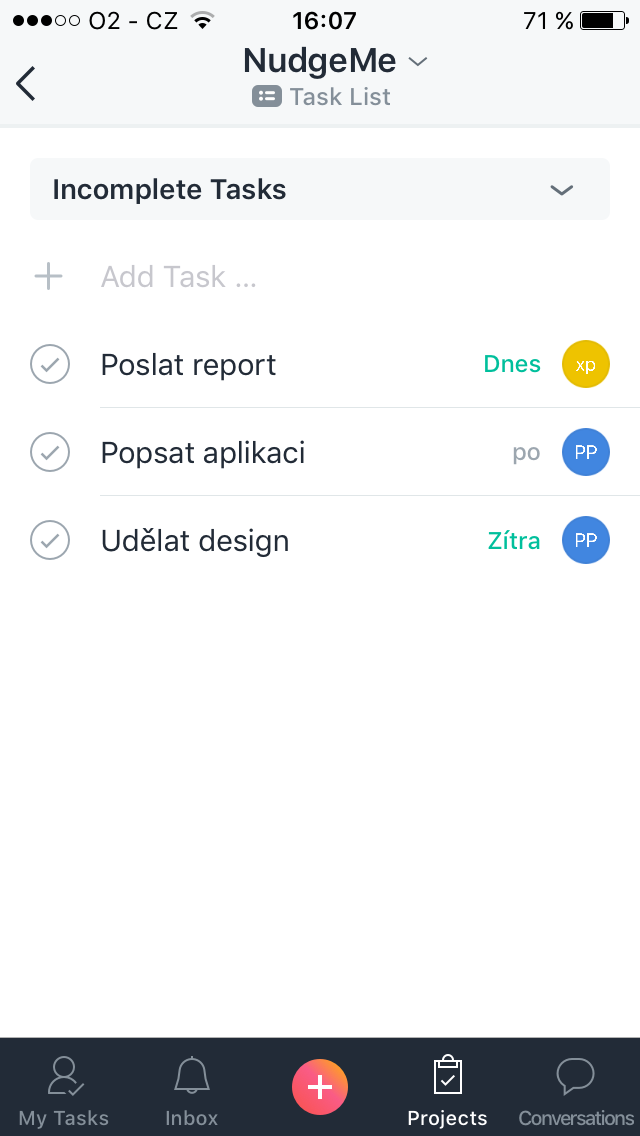 O2 - CZ 16:07 71 %
NudgeMe
Task List
Incomplete Tasks
Add Task ...
Poslat report Dnes xp
Popsat aplikaci po PP
Udělat design Zítra PP
My Tasks Inbox Projects Conversations